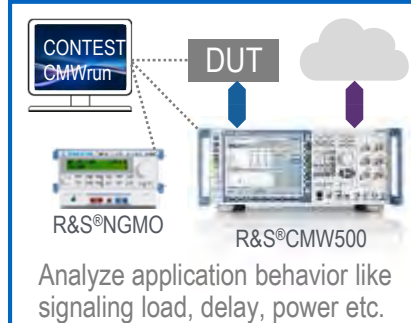 CONTEST
CMWrun
DUT
R&S®NGMO
R&S®CMW500
Analyze application behavior like
signaling load, delay, power etc.